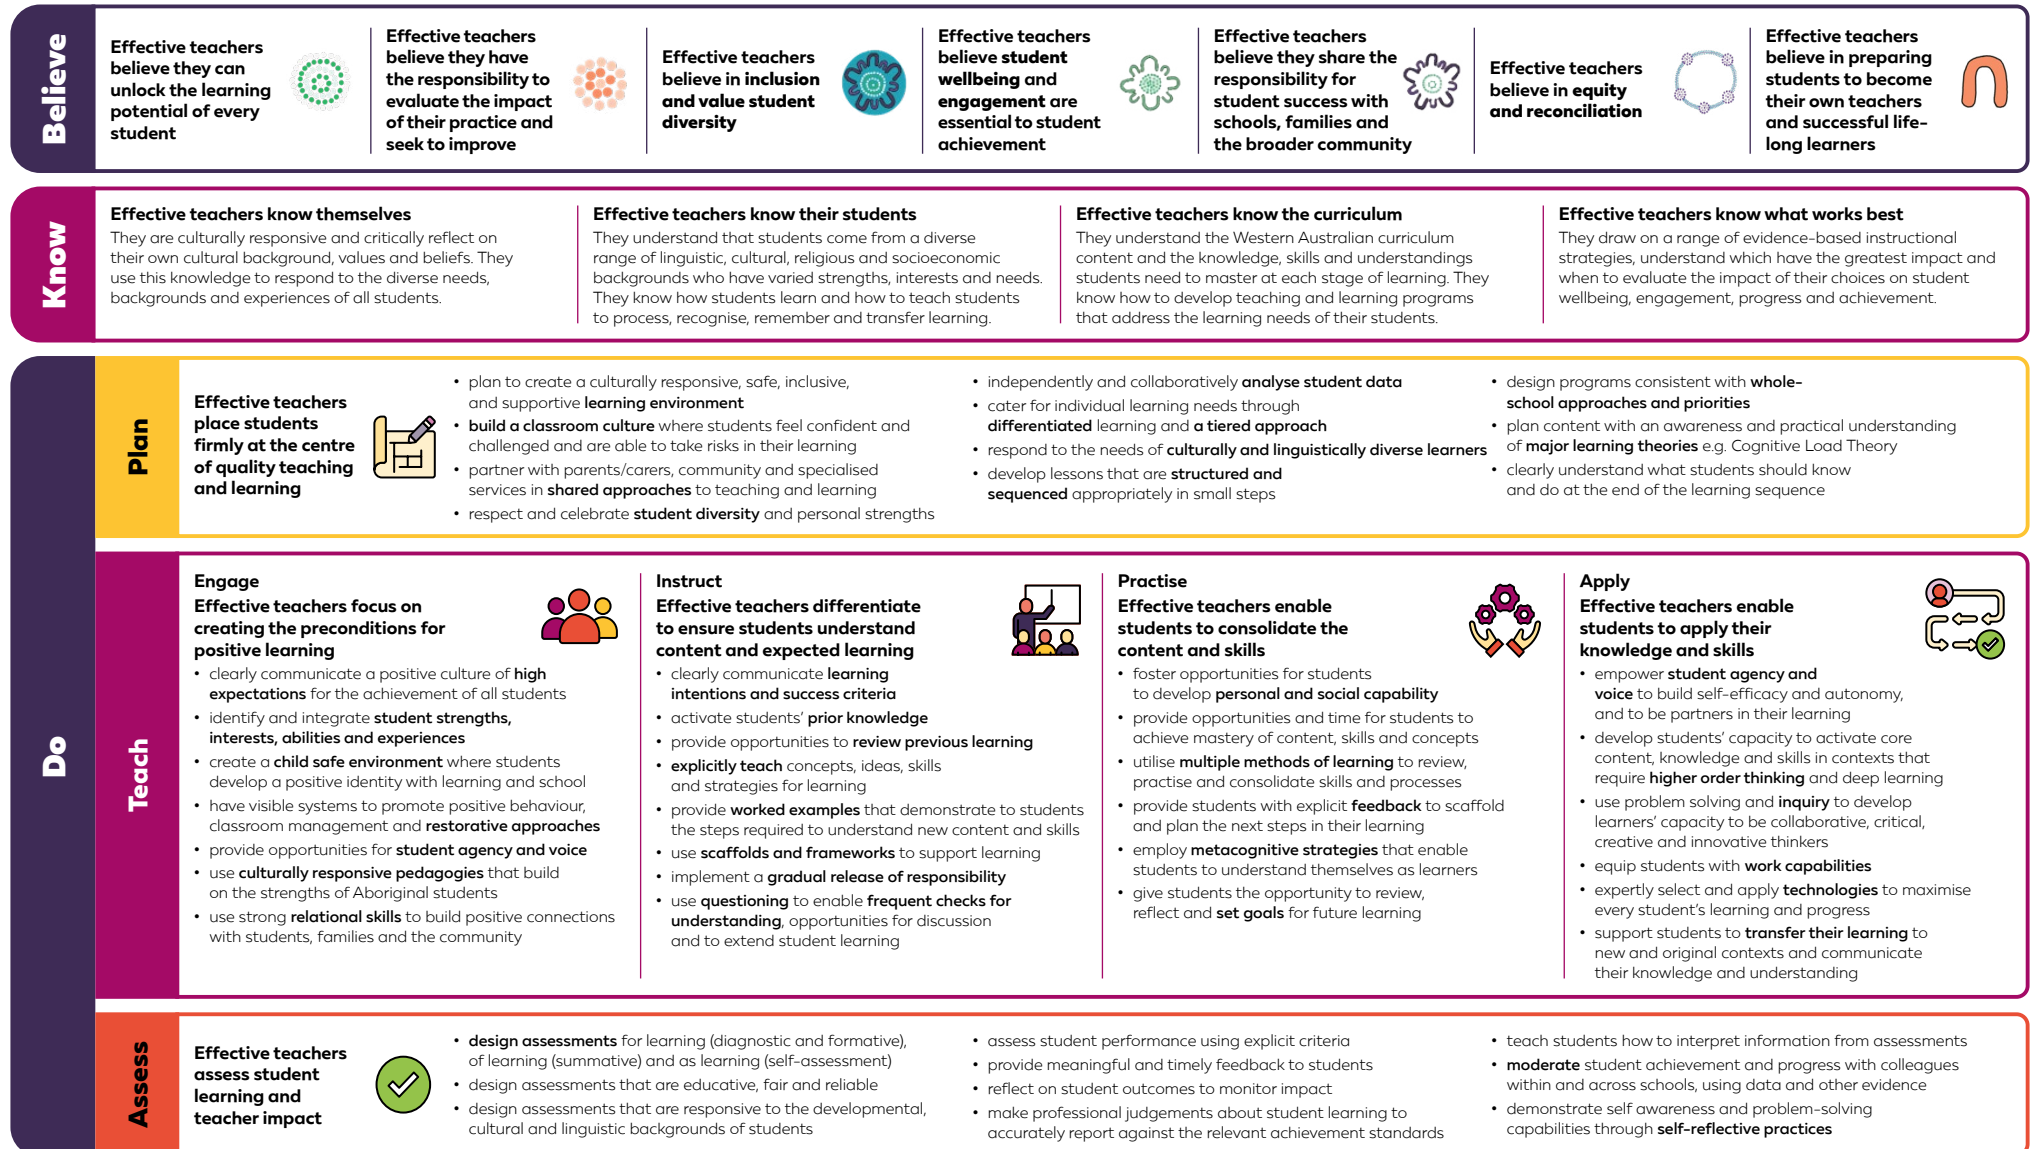 Believe
Effective teachers
believe they can
unlock the learning
potential of every
student
Effective teachers
believe they have
the responsibility to
evaluate the impact
of their practice and
seek to improve
Effective teachers
believe in inclusion
and value student
diversity
Effective teachers
believe student
wellbeing and
engagement are
essential to student
achievement
Effective teachers
believe they share the
responsibility for
student success with
schools, families and
the broader community
Effective teachers
believe in equity
and reconciliation
Effective teachers
believe in preparing
students to become
their own teachers
and successful life-
long learners
Know
Effective teachers know themselves
They are culturally responsive and critically reflect on
their own cultural background, values and beliefs. They
use this knowledge to respond to the diverse needs,
backgrounds and experiences of all students.
Effective teachers know their students
They understand that students come from a diverse
range of linguistic, cultural, religious and socioeconomic
backgrounds who have varied strengths, interests and needs.
They know how students learn and how to teach students
to process, recognise, remember and transfer learning.
Effective teachers know the curriculum
They understand the Western Australian curriculum
content and the knowledge, skills and understandings
students need to master at each stage of learning. They
know how to develop teaching and learning programs
that address the learning needs of their students.
Effective teachers know what works best
They draw on a range of evidence-based instructional
strategies, understand which have the greatest impact and
when to evaluate the impact of their choices on student
wellbeing, engagement, progress and achievement.
Do
Plan
Effective teachers
place students
firmly at the centre
of quality teaching
and learning
• plan to create a culturally responsive, safe, inclusive,
and supportive learning environment
• build a classroom culture where students feel confident and
challenged and are able to take risks in their learning
• partner with parents/carers, community and specialised
services in shared approaches to teaching and learning
• respect and celebrate student diversity and personal strengths
• independently and collaboratively analyse student data
• cater for individual learning needs through
differentiated learning and a tiered approach
• respond to the needs of culturally and linguistically diverse learners
• develop lessons that are structured and
sequenced appropriately in small steps
• design programs consistent with whole-
school approaches and priorities
• plan content with an awareness and practical understanding
of major learning theories e.g. Cognitive Load Theory
• clearly understand what students should know
and do at the end of the learning sequence
Teach
Engage
Effective teachers focus on
creating the preconditions for
positive learning
• clearly communicate a positive culture of high
expectations for the achievement of all students
• identify and integrate student strengths,
interests, abilities and experiences
• create a child safe environment where students
develop a positive identity with learning and school
• have visible systems to promote positive behaviour,
classroom management and restorative approaches
• provide opportunities for student agency and voice
• use culturally responsive pedagogies that build
on the strengths of Aboriginal students
• use strong relational skills to build positive connections
with students, families and the community
Instruct
Effective teachers differentiate
to ensure students understand
content and expected learning
• clearly communicate learning
intentions and success criteria
• activate students' prior knowledge
• provide opportunities to review previous learning
• explicitly teach concepts, ideas, skills
and strategies for learning
• provide worked examples that demonstrate to students
the steps required to understand new content and skills
• use scaffolds and frameworks to support learning
• implement a gradual release of responsibility
• use questioning to enable frequent checks for
understanding, opportunities for discussion
and to extend student learning
Practise
Effective teachers enable
students to consolidate the
content and skills
• foster opportunities for students
to develop personal and social capability
• provide opportunities and time for students to
achieve mastery of content, skills and concepts
• utilise multiple methods of learning to review,
practise and consolidate skills and processes
• provide students with explicit feedback to scaffold
and plan the next steps in their learning
• employ metacognitive strategies that enable
students to understand themselves as learners
• give students the opportunity to review,
reflect and set goals for future learning
Apply
Effective teachers enable
students to apply their
knowledge and skills
• empower student agency and
voice to build self-efficacy and autonomy,
and to be partners in their learning
• develop students' capacity to activate core
content, knowledge and skills in contexts that
require higher order thinking and deep learning
• use problem solving and inquiry to develop
learners' capacity to be collaborative, critical,
creative and innovative thinkers
• equip students with work capabilities
• expertly select and apply technologies to maximise
every student's learning and progress
• support students to transfer their learning to
new and original contexts and communicate
their knowledge and understanding
Assess
Effective teachers
assess student
learning and
teacher impact
• design assessments for learning (diagnostic and formative),
of learning (summative) and as learning (self-assessment)
• design assessments that are educative, fair and reliable
• design assessments that are responsive to the developmental,
cultural and linguistic backgrounds of students
• assess student performance using explicit criteria
• provide meaningful and timely feedback to students
• reflect on student outcomes to monitor impact
• make professional judgements about student learning to
accurately report against the relevant achievement standards
• teach students how to interpret information from assessments
• moderate student achievement and progress with colleagues
within and across schools, using data and other evidence
• demonstrate self awareness and problem-solving
capabilities through self-reflective practices